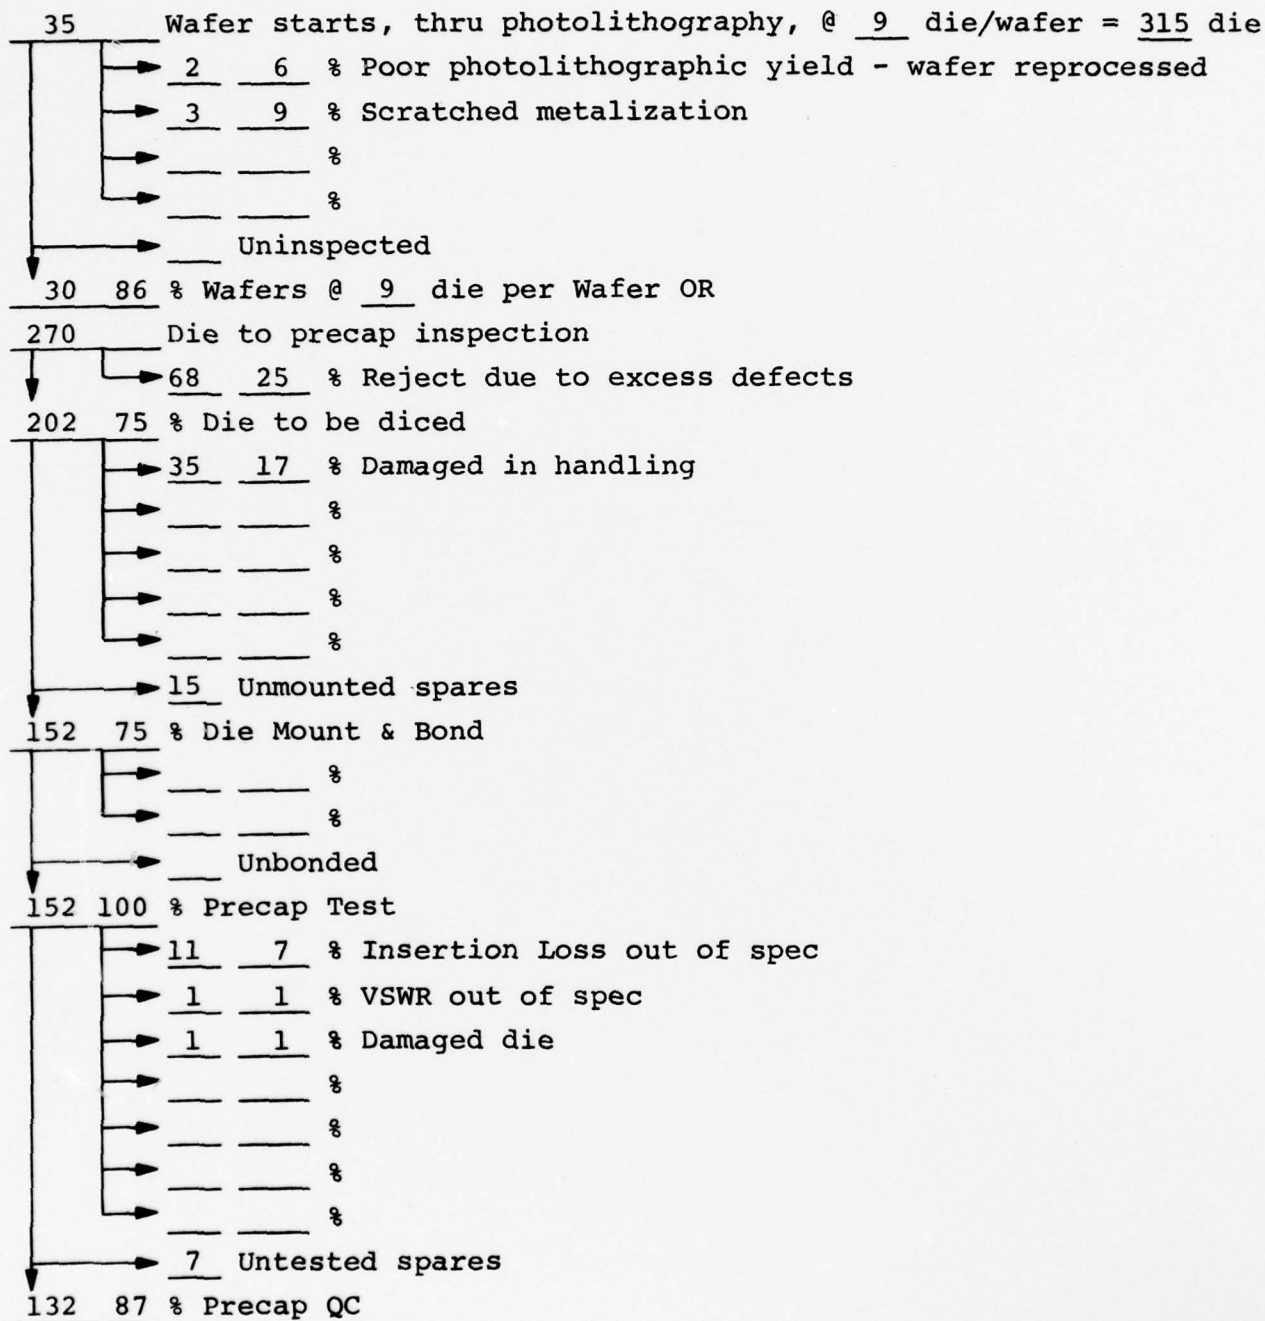 35 Wafer starts, thru photolithography, @ 9 die/wafer = 315 die
2 6 % Poor photolithographic yield - wafer reprocessed
3 9 % Scratched metalization
%
%
Uninspected
30 86 % Wafers @ 9 die per Wafer OR
270 Die to precap inspection
68 25 % Reject due to excess defects
202 75 % Die to be diced
35 17 % Damaged in handling
%
%
%
%
15 Unmounted spares
152 75 % Die Mount & Bond
%
%
Unbonded
152 100 % Precap Test
11 7 % Insertion Loss out of spec
1 1 % VSWR out of spec
1 1 % Damaged die
%
%
%
%
7 Untested spares
132 87 % Precap QC